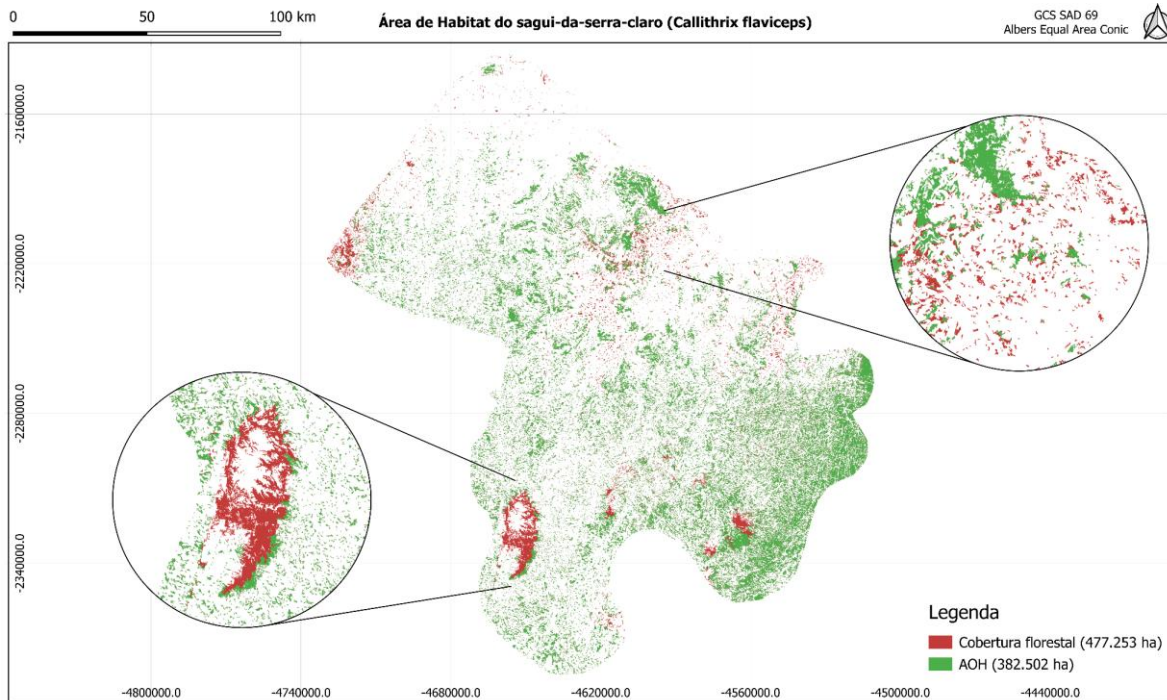 0 50 100 km
Área de Habitat do sagui-da-serra-claro (Callithrix flaviceps)
GCS SAD 69
Albers Equal Area Conic
-2160000.0
-2220000.0
-2280000.0
-2340000.0
Legenda
Cobertura florestal (477.253 ha)
AOH (382.502 ha)
-4800000.0 -4740000.0 -4680000.0 -4620000.0 -4560000.0 -4500000.0 -4440000.0